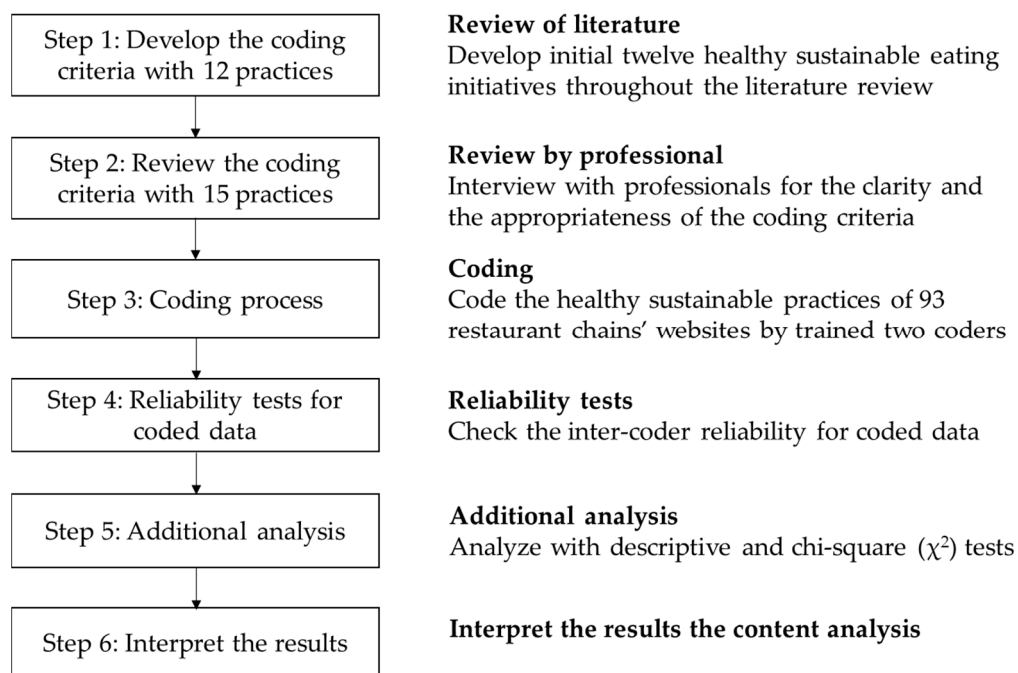 Step 1: Develop the coding
criteria with 12 practices
Review of literature
Develop initial twelve healthy sustainable eating
initiatives throughout the literature review
Step 2: Review the coding
criteria with 15 practices
Review by professional
Interview with professionals for the clarity and
the appropriateness of the coding criteria
Step 3: Coding process
Coding
Code the healthy sustainable practices of 93
restaurant chains’ websites by trained two coders
Step 4: Reliability tests for
coded data
Reliability tests
Check the inter-coder reliability for coded data
Step 5: Additional analysis
Additional analysis
Analyze with descriptive and chi-square (χ²) tests
Step 6: Interpret the results
Interpret the results the content analysis